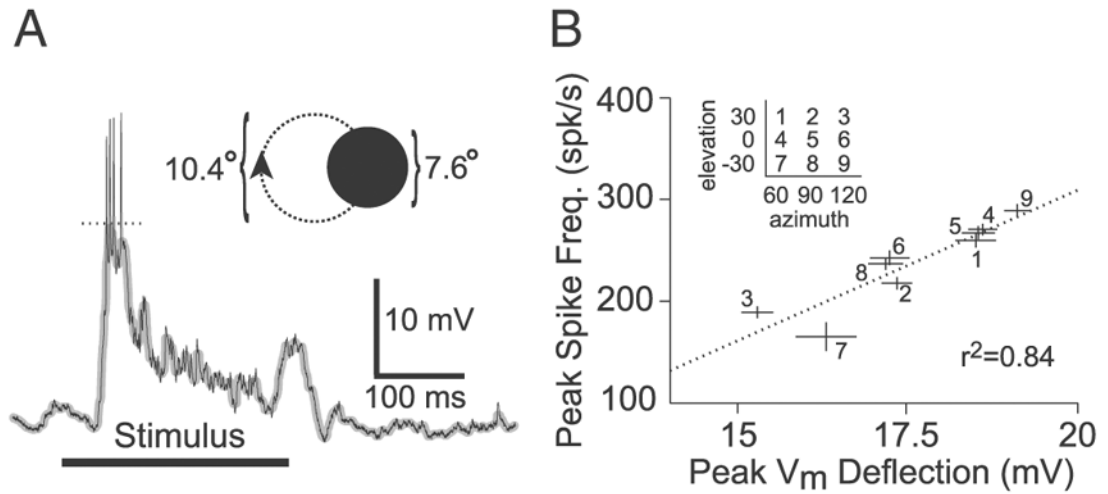 A
10.4°
7.6°
10 mV
100 ms
Stimulus
B
Peak Spike Freq. (spk/s)
400
300
200
100
elevation
30 1 2 3
0 4 5 6
-30 7 8 9
60 90 120
azimuth
9
4
5
1
6
8
2
3
7
r²=0.84
15 17.5 20
Peak Vm Deflection (mV)